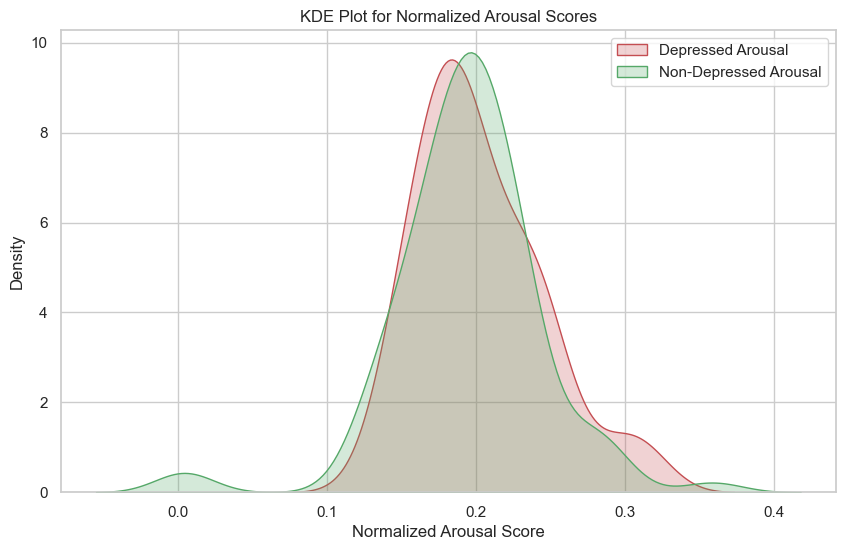 KDE Plot for Normalized Arousal Scores
Depressed Arousal
Non-Depressed Arousal
10
8
6
4
2
0
Density
0.0 0.1 0.2 0.3 0.4
Normalized Arousal Score